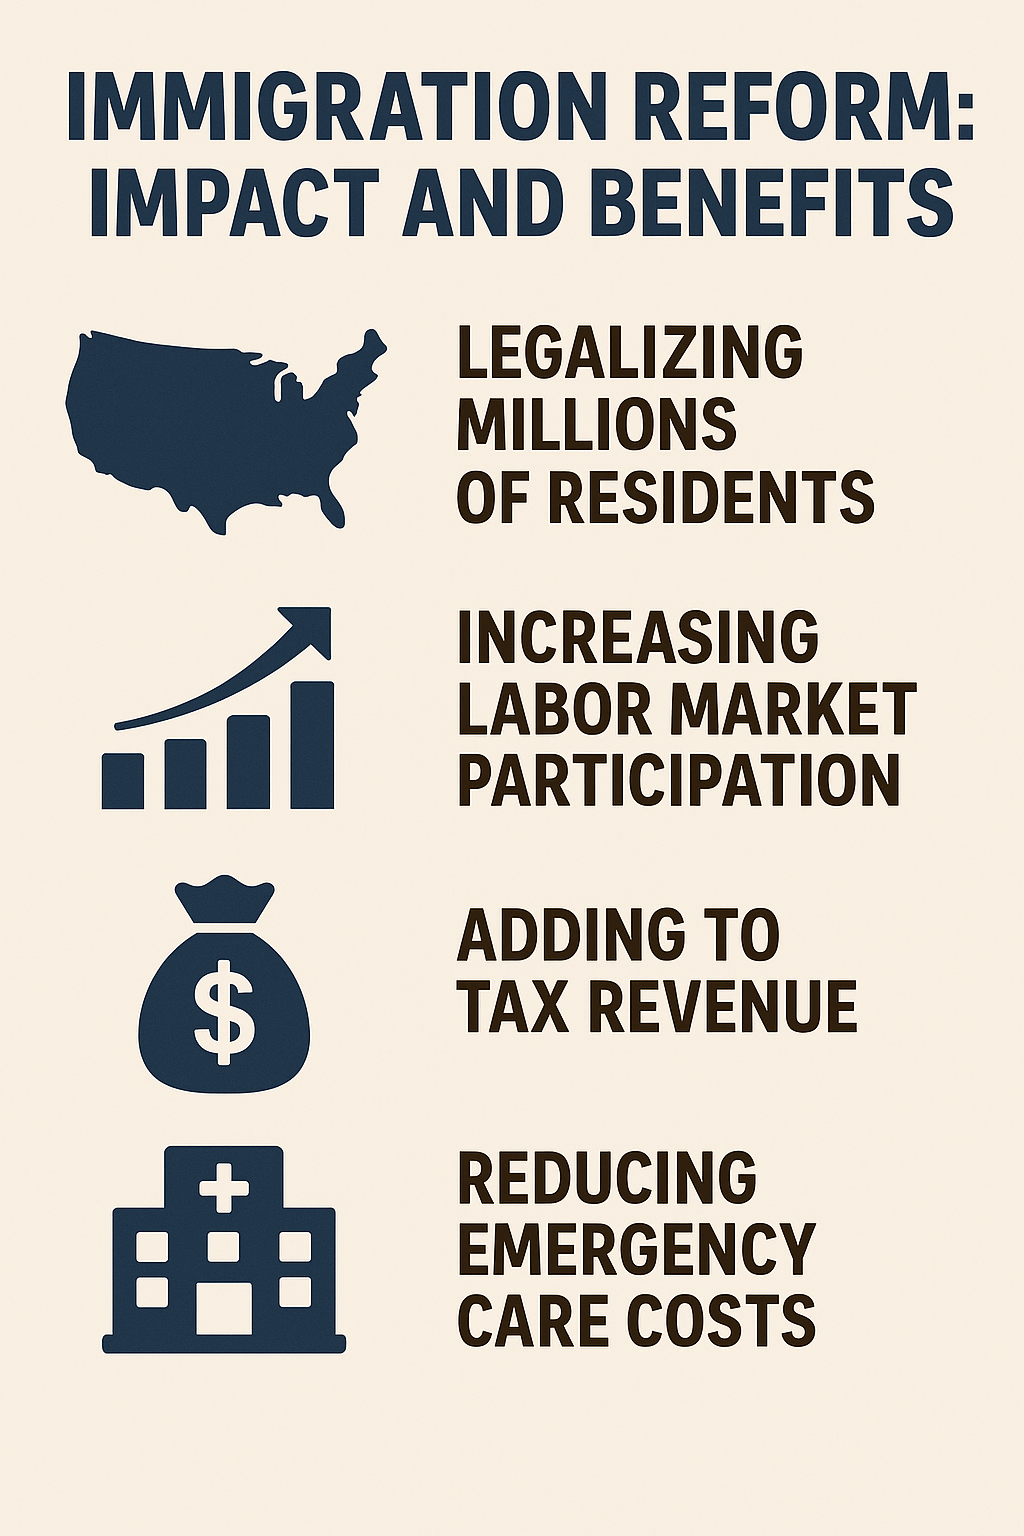 IMMIGRATION REFORM:
IMPACT AND BENEFITS
LEGALIZING
MILLIONS
OF RESIDENTS
INCREASING
LABOR MARKET
PARTICIPATION
$
ADDING TO
TAX REVENUE
REDUCING
EMERGENCY
CARE COSTS